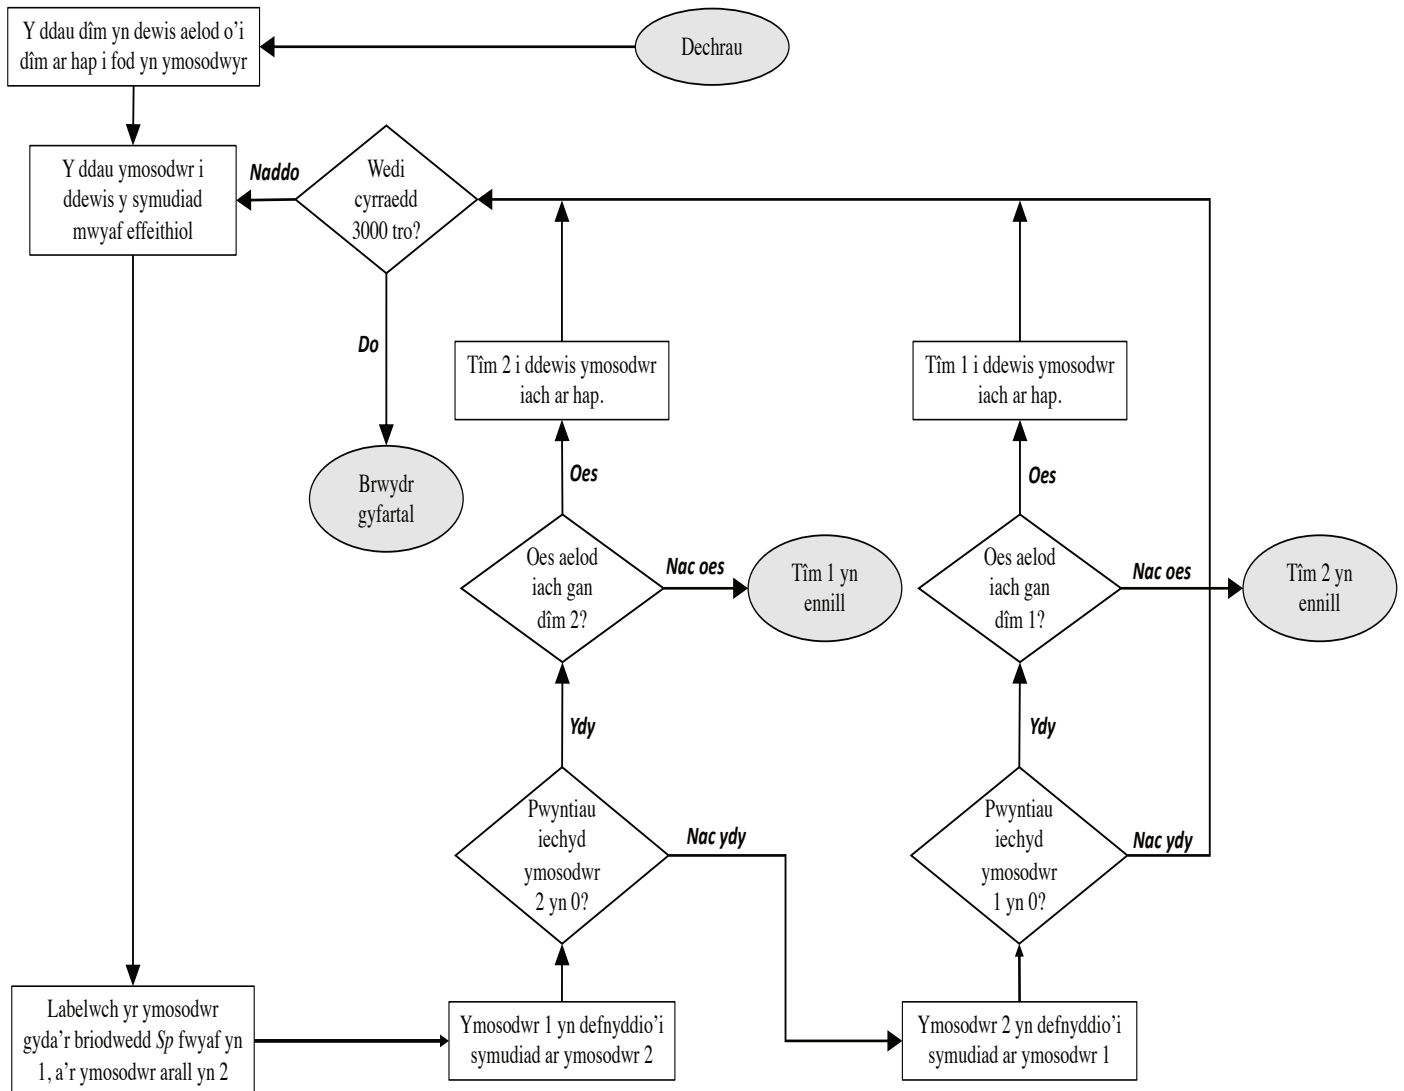 Y ddau dîm yn dewis aelod o’i
dîm ar hap i fod yn ymosodwyr
Dechrau
Y ddau ymosodwr i
ddewis y symudiad
mwyaf effeithiol
Naddo
Wedi
cyrraedd
3000 tro?
Do
Brwydr
gyfartal
Tîm 2 i ddewis ymosodwr
iach ar hap.
Tîm 1 i ddewis ymosodwr
iach ar hap.
Oes
Oes
Oes aelod
iach gan
dîm 2?
Nac oes
Tîm 1 yn
ennill
Oes aelod
iach gan
dîm 1?
Nac oes
Tîm 2 yn
ennill
Ydy
Ydy
Pwyntiau
iechyd
ymosodwr
2 yn 0?
Nac ydy
Pwyntiau
iechyd
ymosodwr
1 yn 0?
Nac ydy
Labelwch yr ymosodwr
gyda’r briodwedd Sp fwyaf yn
1, a’r ymosodwr arall yn 2
Ymosodwr 1 yn defnyddio’i
symudiad ar ymosodwr 2
Ymosodwr 2 yn defnyddio’i
symudiad ar ymosodwr 1